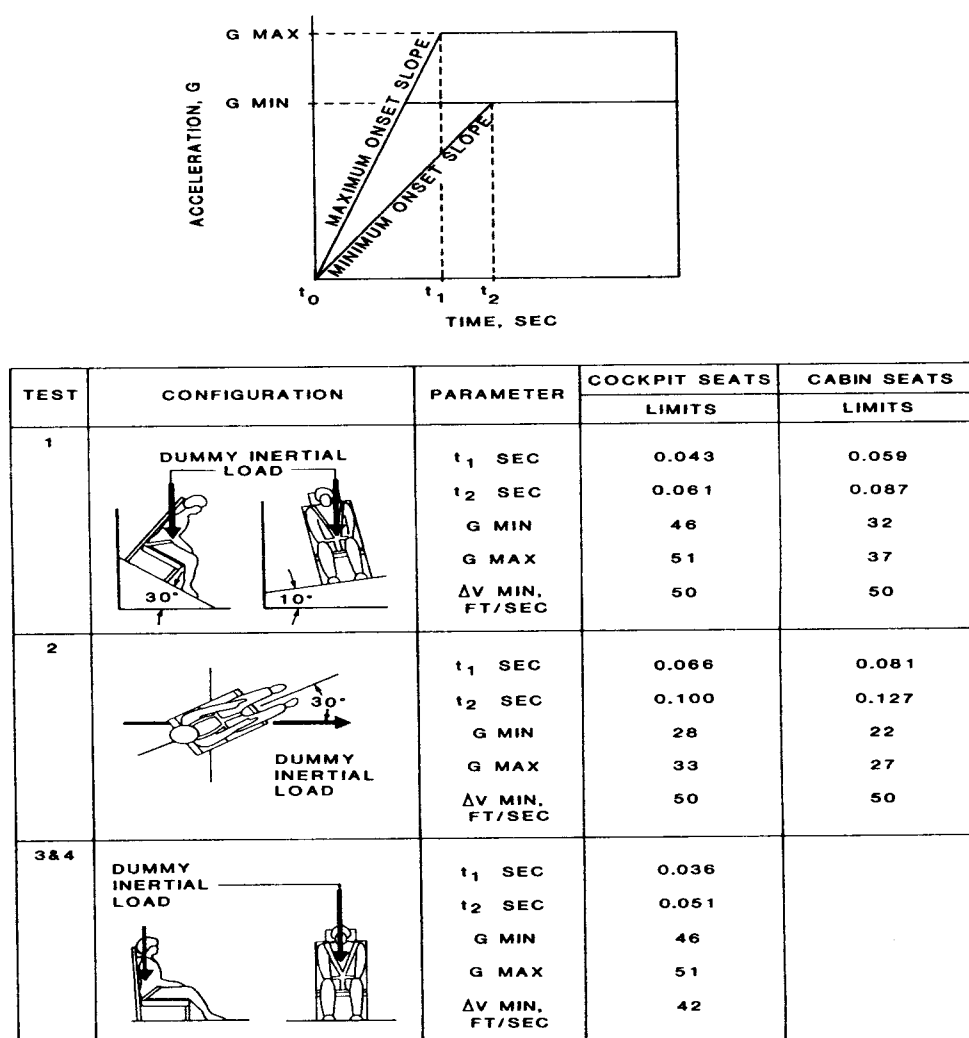 G MAX
G MIN
ACCELERATION, G
MAXIMUM ONSET SLOPE
MINIMUM ONSET SLOPE
t0 t1 t2
TIME, SEC
TEST CONFIGURATION PARAMETER COCKPIT SEATS CABIN SEATS
LIMITS LIMITS
1
DUMMY INERTIAL
LOAD
30°
10°
t1 SEC 0.043 0.059
t2 SEC 0.061 0.087
G MIN 46 32
G MAX 51 37
ΔV MIN, 50 50
FT/SEC
2
30°
DUMMY
INERTIAL
LOAD
t1 SEC 0.066 0.081
t2 SEC 0.100 0.127
G MIN 28 22
G MAX 33 27
ΔV MIN, 50 50
FT/SEC
3&4
DUMMY
INERTIAL
LOAD
t1 SEC 0.036
t2 SEC 0.051
G MIN 46
G MAX 51
ΔV MIN, 42
FT/SEC